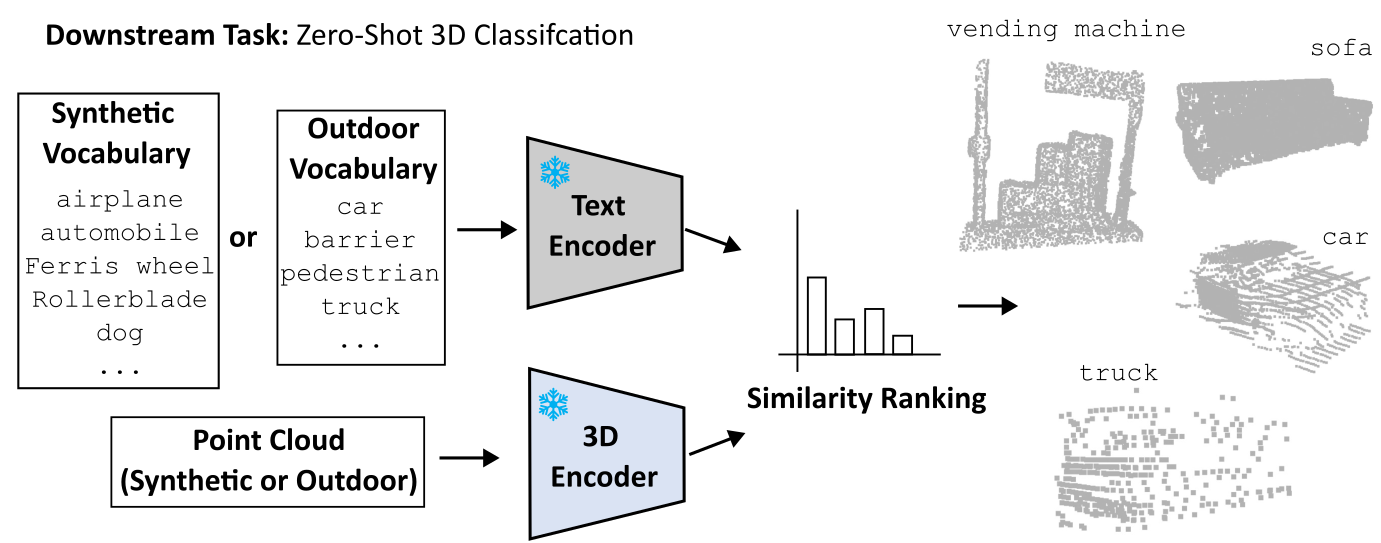 Downstream Task: Zero-Shot 3D Classifcation
Synthetic
Vocabulary
airplane
automobile
Ferris wheel
Rollerblade
dog
...
or
Outdoor
Vocabulary
car
barrier
pedestrian
truck
...
Text
Encoder
Point Cloud
(Synthetic or Outdoor)
3D
Encoder
Similarity Ranking
vending machine
sofa
car
truck